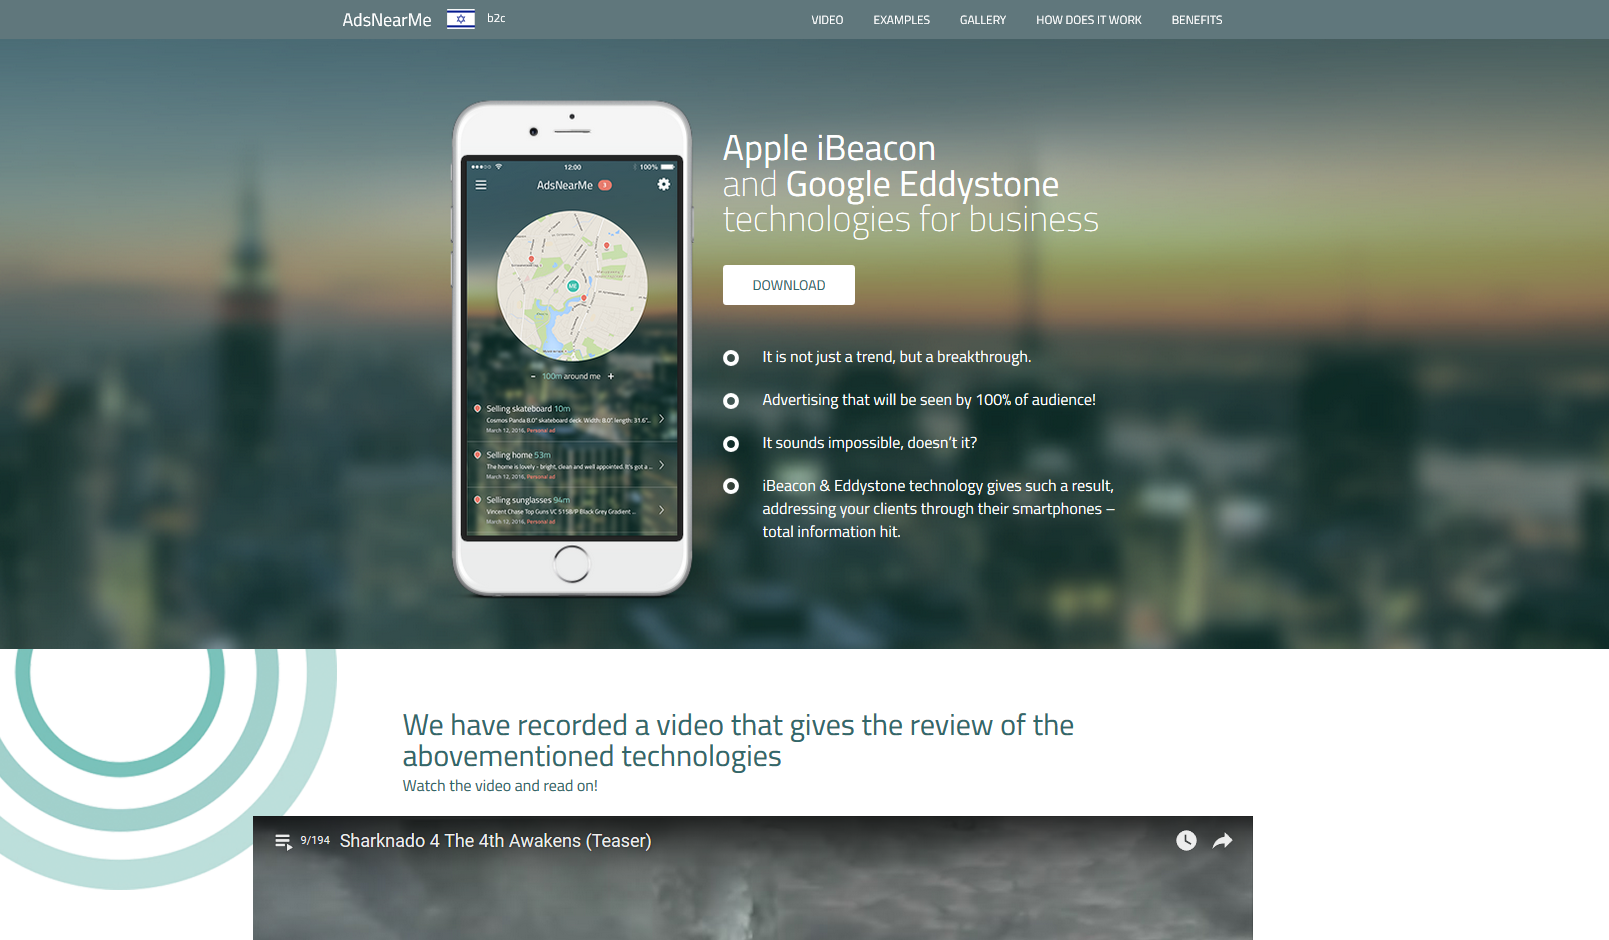 AdsNearMe
b2c
VIDEO
EXAMPLES
GALLERY
HOW DOES IT WORK
BENEFITS
12:00
100%
AdsNearMe
3
ME
- 100m around me +
Selling skateboard 10m
Cosmos Panda 8.0" skateboard deck. Width: 8.0" length: 31.6"...
March 12, 2016, Personal ad
Selling home 53m
The home is lovely - bright, clean and well appointed. It's got a ...
March 12, 2016, Personal ad
Selling sunglasses 94m
Vincent Chase Top Guns VC 5158/P Black Grey Gradient ...
March 13, 2016, Personal ad
Apple iBeacon
and Google Eddystone
technologies for business
DOWNLOAD
It is not just a trend, but a breakthrough.
Advertising that will be seen by 100% of audience!
It sounds impossible, doesn't it?
iBeacon & Eddystone technology gives such a result,
addressing your clients through their smartphones –
total information hit.
We have recorded a video that gives the review of the
abovementioned technologies
Watch the video and read on!
9/194
Sharknado 4 The 4th Awakens (Teaser)